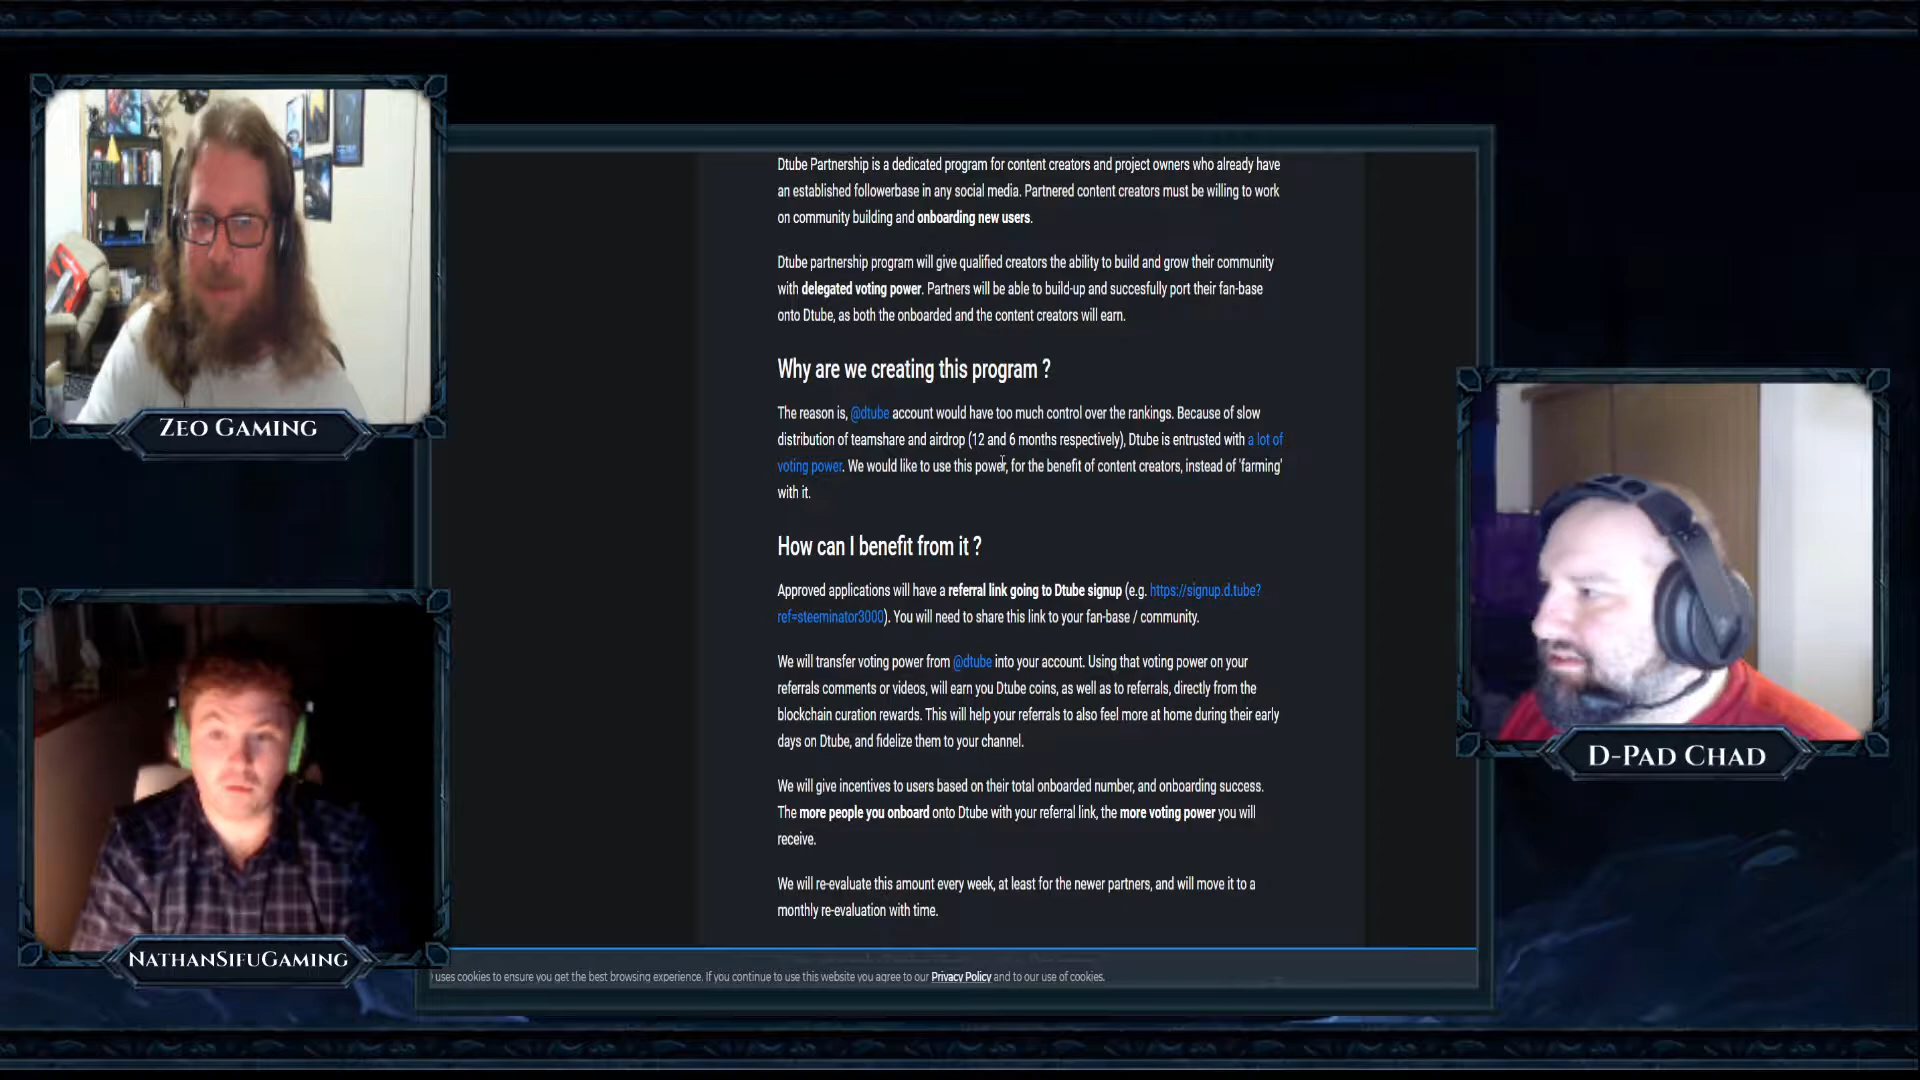 Dtube Partnership is a dedicated program for content creators and project owners who already have
an established followerbase in any social media. Partnered content creators must be willing to work
on community building and onboarding new users.
Dtube partnership program will give qualified creators the ability to build and grow their community
with delegated voting power. Partners will be able to build-up and succesfully port their fan-base
onto Dtube, as both the onboarded and the content creators will earn.
Why are we creating this program ?
The reason is, @dtube account would have too much control over the rankings. Because of slow
distribution of teamshare and airdrop (12 and 6 months respectively), Dtube is entrusted with a lot of
voting power. We would like to use this power, for the benefit of content creators, instead of 'farming'
with it.
How can I benefit from it ?
Approved applications will have a referral link going to Dtube signup (e.g. https://signup.d.tube?
ref=steeminator3000). You will need to share this link to your fan-base / community.
We will transfer voting power from @dtube into your account. Using that voting power on your
referrals comments or videos, will earn you Dtube coins, as well as to referrals, directly from the
blockchain curation rewards. This will help your referrals to also feel more at home during their early
days on Dtube, and fidelize them to your channel.
We will give incentives to users based on their total onboarded number, and onboarding success.
The more people you onboard onto Dtube with your referral link, the more voting power you will
receive.
We will re-evaluate this amount every week, at least for the newer partners, and will move it to a
monthly re-evaluation with time.
uses cookies to ensure you get the best browsing experience. If you continue to use this website you agree to our Privacy Policy and to our use of cookies.
Zeo Gaming
NathanSifuGaming
D-Pad Chad